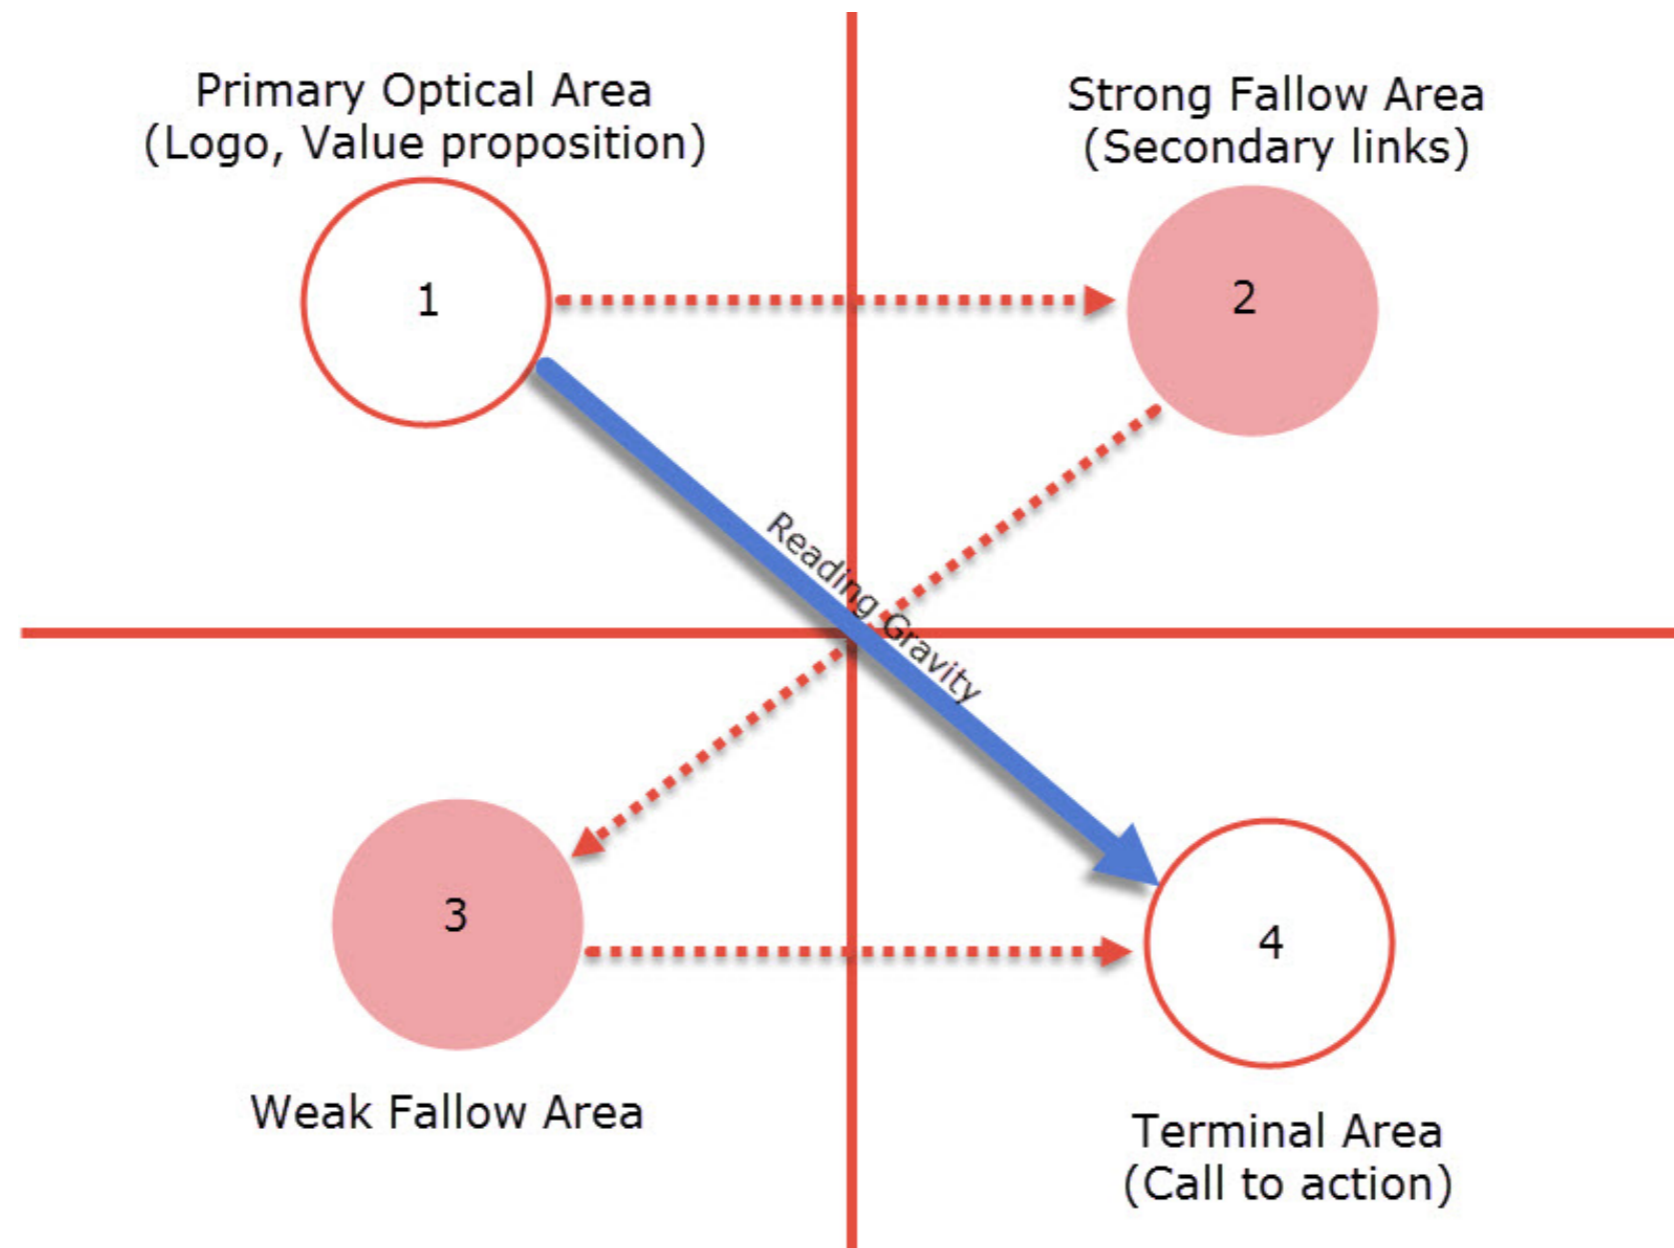 Primary Optical Area
(Logo, Value proposition)
Strong Fallow Area
(Secondary links)
1
2
Reading Gravity
3
4
Weak Fallow Area
Terminal Area
(Call to action)